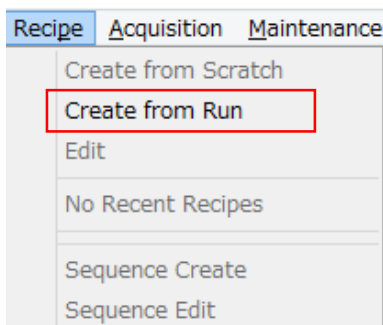 Recipe Acquisition Maintenance
Create from Scratch
Create from Run
Edit
No Recent Recipes
Sequence Create
Sequence Edit